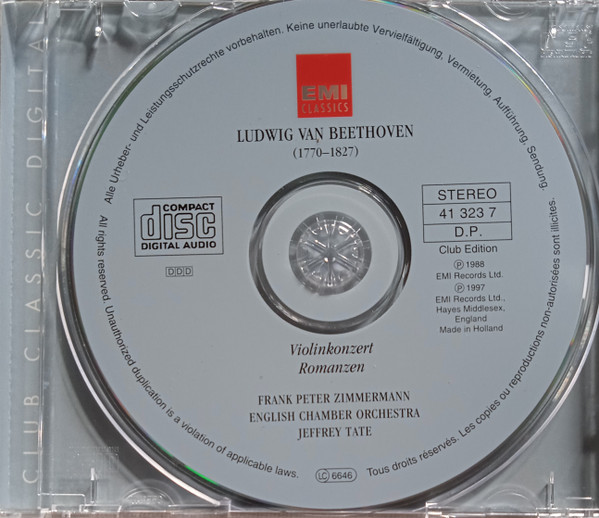 CLUB CLASSIC DIGITAL
Alle Urheber- und Leistungsschutzrechte vorbehalten. Keine unerlaubte Vervielfältigung, Vermietung, Aufführung, Sendung.
EMI
CLASSICS
LUDWIG VAN BEETHOVEN
(1770–1827)
COMPACT
disc
DIGITAL AUDIO
DDD
STEREO
41 323 7
D.P.
Club Edition
Ⓟ 1988
EMI Records Ltd.
Ⓟ 1997
EMI Records Ltd.,
Hayes Middlesex,
England
Made in Holland
Violinkonzert
Romanzen
FRANK PETER ZIMMERMANN
ENGLISH CHAMBER ORCHESTRA
JEFFREY TATE
All rights reserved. Unauthorized duplication is a violation of applicable laws.
LC 6646
Tous droits réservés. Les copies ou reproductions non-autorisées sont illicites.